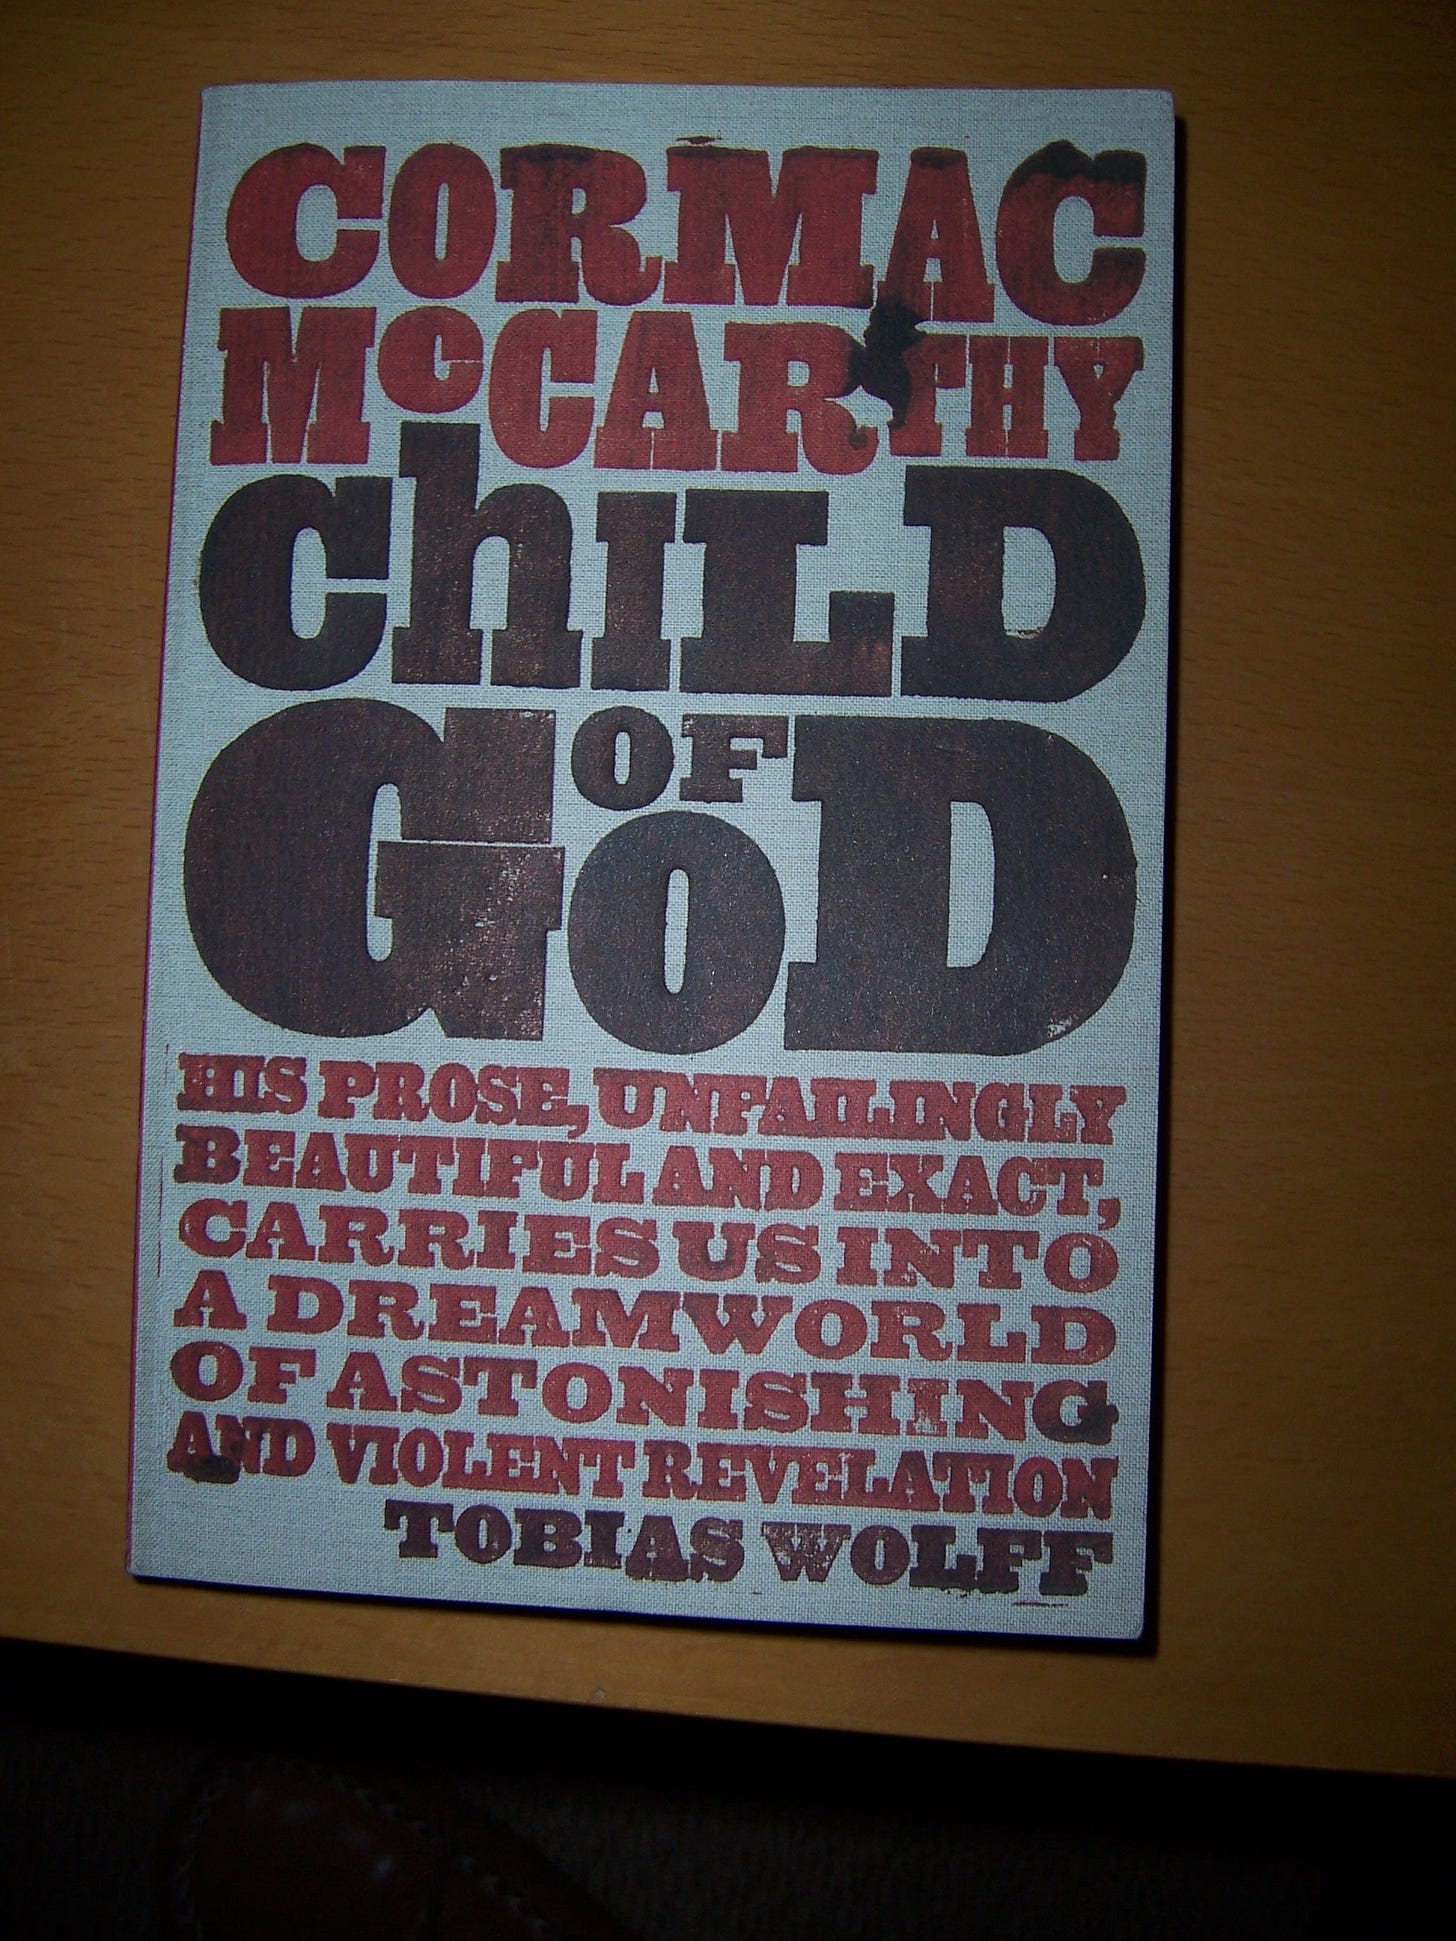 CORMAC
McCARTHY
ChILD
OF
GOD
HIS PROSE, UNFAILINGLY
BEAUTIFUL AND EXACT,
CARRIES US INTO
A DREAMWORLD
OF ASTONISHING
AND VIOLENT REVELATION
TOBIAS WOLFF